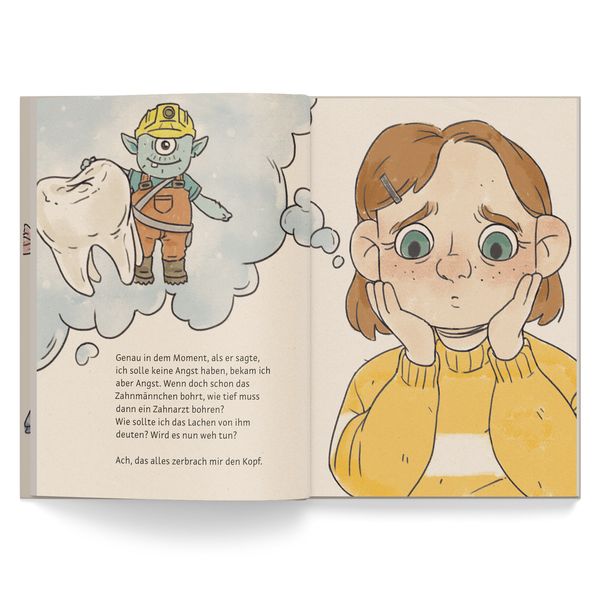 Genau in dem Moment, als er sagte,
ich solle keine Angst haben, bekam ich
aber Angst. Wenn doch schon das
Zahnmännchen bohrt, wie tief muss
dann ein Zahnarzt bohren?
Wie sollte ich das Lachen von ihm
deuten? Wird es nun weh tun?
Ach, das alles zerbrach mir den Kopf.